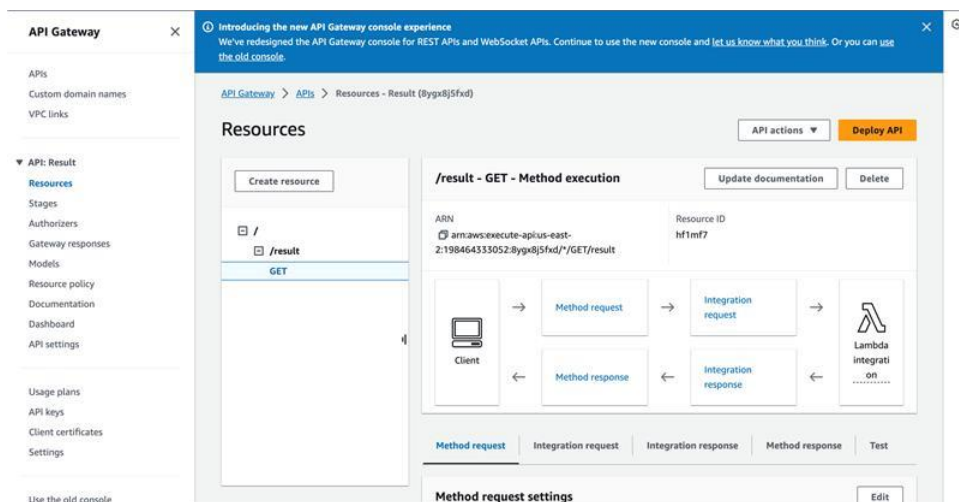 API Gateway
APIs
Custom domain names
VPC links
API: Result
Resources
Stages
Authorizers
Gateway responses
Models
Resource policy
Documentation
Dashboard
API settings
Usage plans
API keys
Client certificates
Settings
Use the old console
Introducing the new API Gateway console experience
We've redesigned the API Gateway console for REST APIs and WebSocket APIs. Continue to use the new console and let us know what you think. Or you can use
the old console.
API Gateway > APIs > Resources - Result (8ygx8j5fxd)
Resources
API actions
Deploy API
Create resource
/
/result
GET
/result - GET - Method execution
Update documentation
Delete
ARN
arn:aws:execute-api:us-east-
2:198464333052:8ygx8j5fxd/*/GET/result
Resource ID
hf1mf7
Client
Method request
Integration
request
Method response
Integration
response
Lambda
integrati
on
Method request
Integration request
Integration response
Method response
Test
Method request settings
Edit